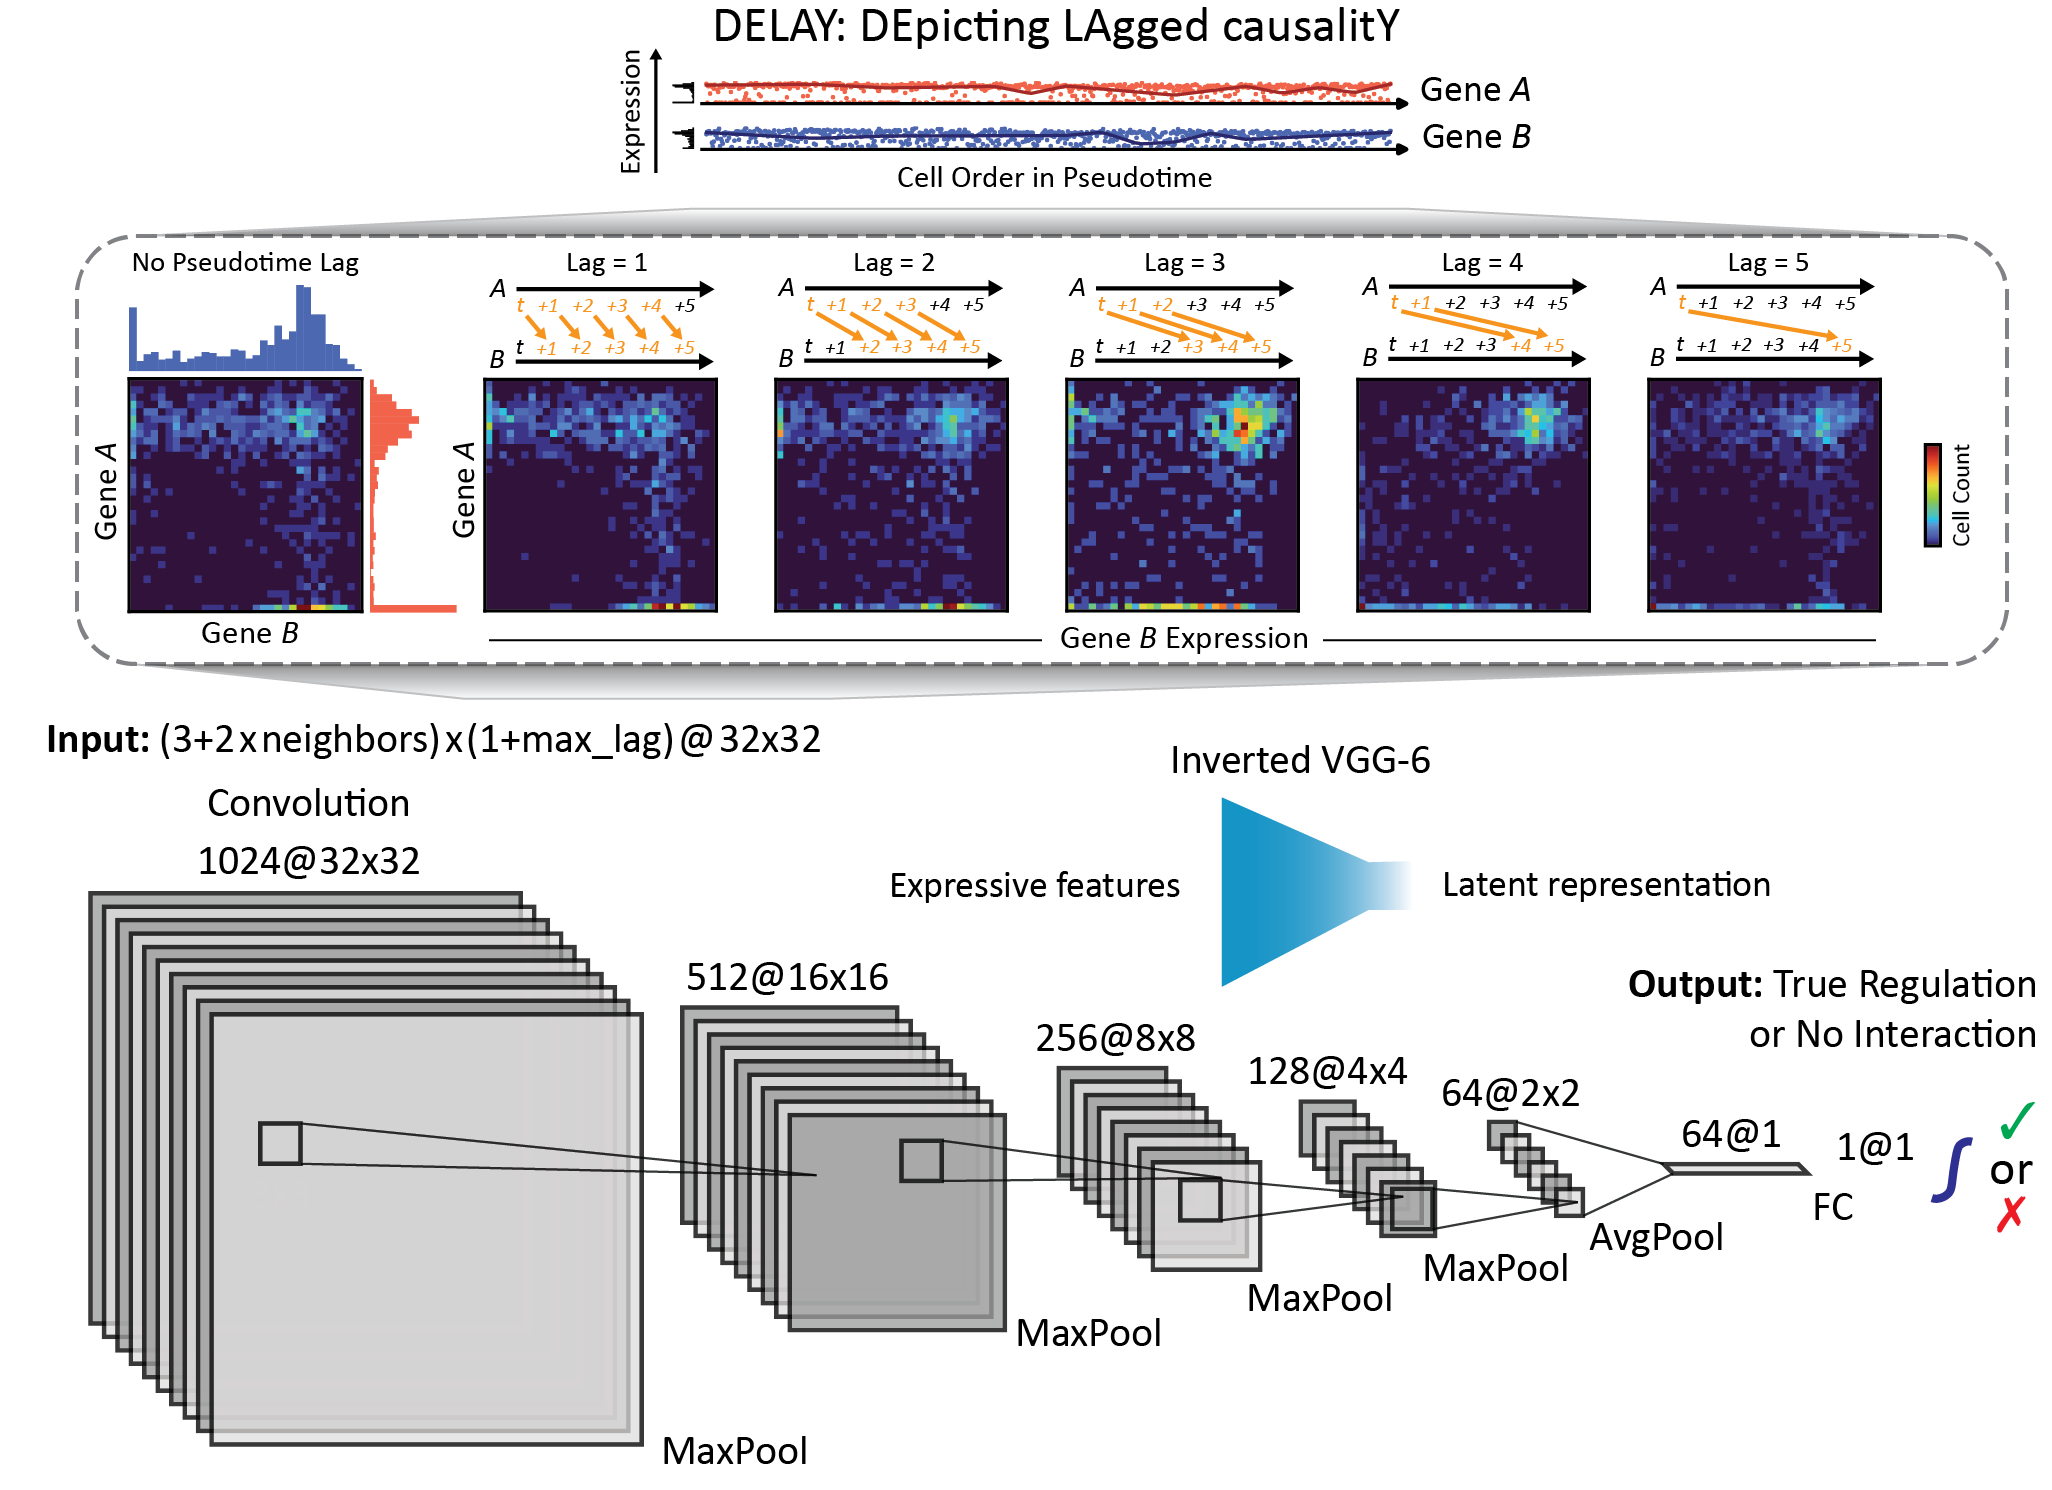 DELAY: DEpicting LAgged causalitY
Expression
Gene A
Gene B
Cell Order in Pseudotime
No Pseudotime Lag
Lag = 1
Lag = 2
Lag = 3
Lag = 4
Lag = 5
A
t +1 +2 +3 +4 +5
B
t +1 +2 +3 +4 +5
A
t +1 +2 +3 +4 +5
B
t +1 +2 +3 +4 +5
A
t +1 +2 +3 +4 +5
B
t +1 +2 +3 +4 +5
A
t +1 +2 +3 +4 +5
B
t +1 +2 +3 +4 +5
A
t +1 +2 +3 +4 +5
B
t +1 +2 +3 +4 +5
Gene A
Gene A
Cell Count
Gene B
Gene B Expression
Input: (3+2xneighbors)x(1+max_lag)@32x32
Inverted VGG-6
Convolution
1024@32x32
Expressive features
Latent representation
512@16x16
Output: True Regulation
or No Interaction
256@8x8
128@4x4
64@2x2
64@1
1@1
∫
✓
or
✗
FC
AvgPool
MaxPool
MaxPool
MaxPool
MaxPool